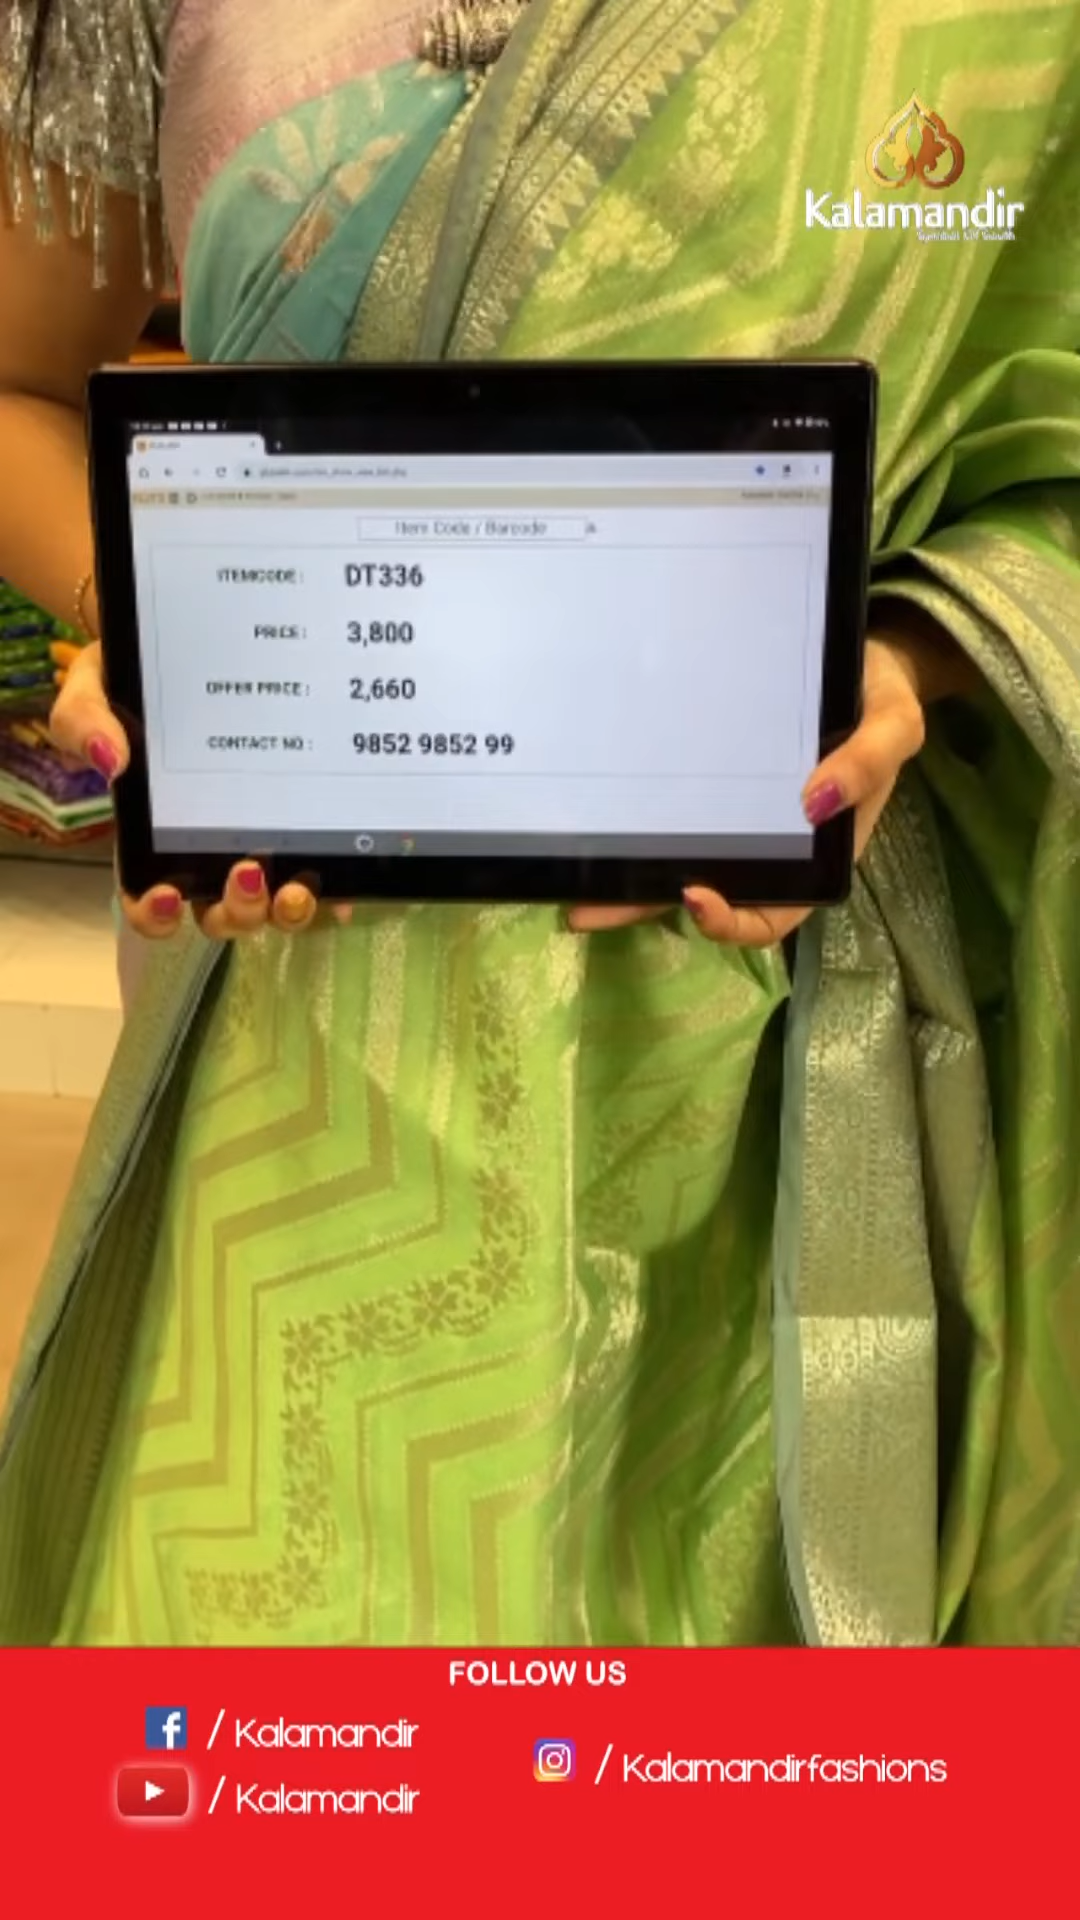 Kalamandir
Item Code / Barcode
ITEMCODE : DT336
PRICE : 3,800
OFFER PRICE : 2,660
CONTACT NO : 9852 9852 99
FOLLOW US
/ Kalamandir
/ Kalamandirfashions
/ Kalamandir